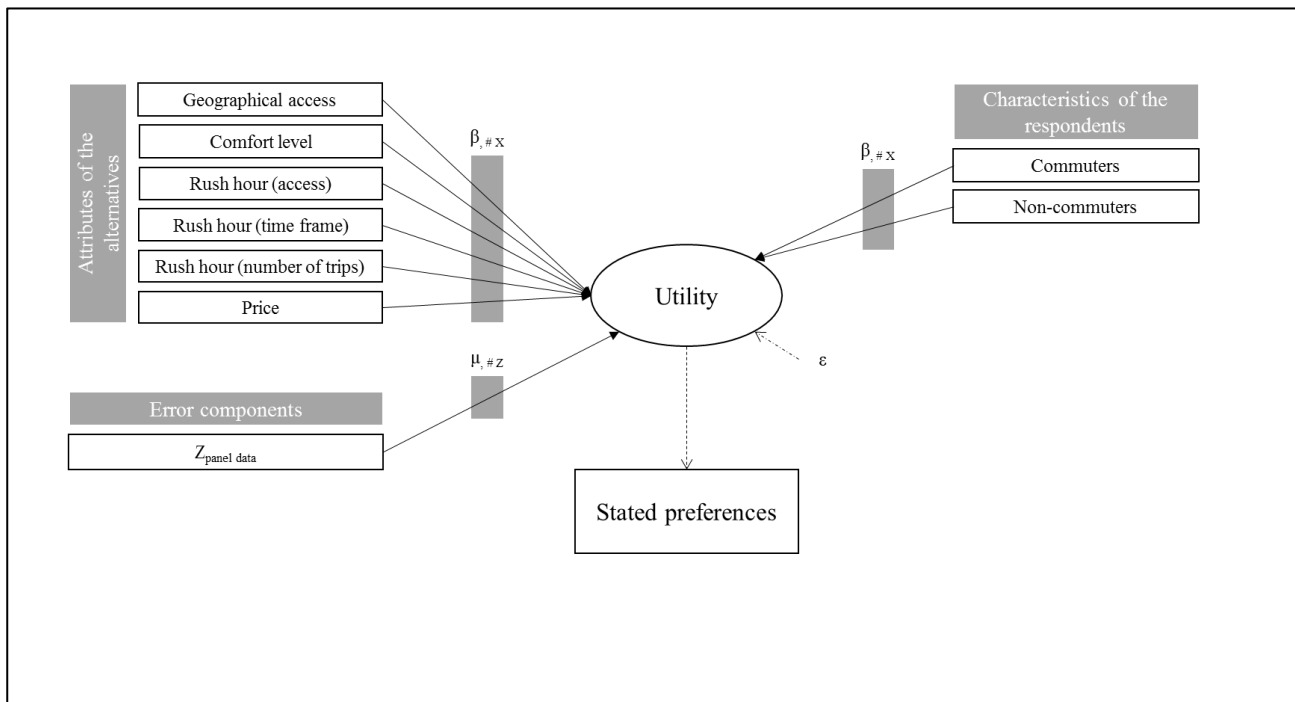 Attributes of the
alternatives
Geographical access
Comfort level
Rush hour (access)
Rush hour (time frame)
Rush hour (number of trips)
Price
β, # X
Characteristics of the
respondents
Commuters
Non-commuters
β, # X
Utility
ε
μ, # Z
Error components
Z panel data
Stated preferences